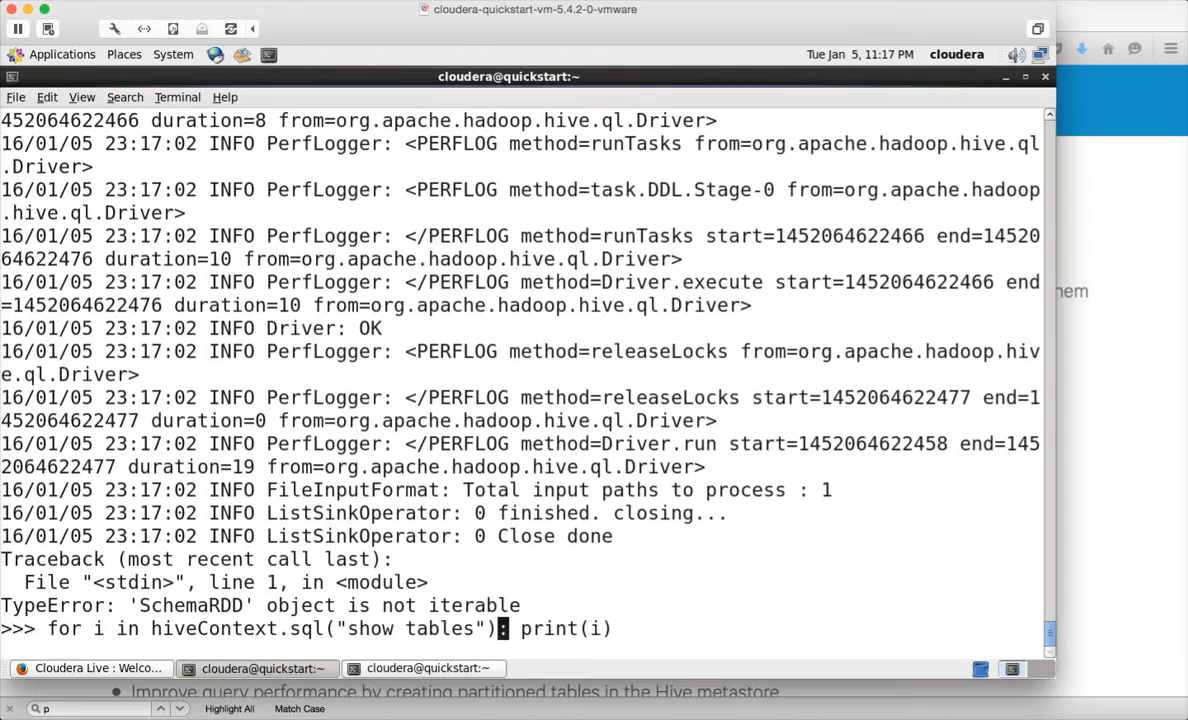 cloudera-quickstart-vm-5.4.2-0-vmware
Applications Places System Tue Jan 5, 11:17 PM cloudera
cloudera@quickstart:~
File Edit View Search Terminal Help
452064622466 duration=8 from=org.apache.hadoop.hive.ql.Driver>
16/01/05 23:17:02 INFO PerfLogger: <PERFLOG method=runTasks from=org.apache.hadoop.hive.ql
.Driver>
16/01/05 23:17:02 INFO PerfLogger: <PERFLOG method=task.DDL.Stage-0 from=org.apache.hadoop
.hive.ql.Driver>
16/01/05 23:17:02 INFO PerfLogger: </PERFLOG method=runTasks start=1452064622466 end=14520
64622476 duration=10 from=org.apache.hadoop.hive.ql.Driver>
16/01/05 23:17:02 INFO PerfLogger: </PERFLOG method=Driver.execute start=1452064622466 end
=1452064622476 duration=10 from=org.apache.hadoop.hive.ql.Driver>
16/01/05 23:17:02 INFO Driver: OK
16/01/05 23:17:02 INFO PerfLogger: <PERFLOG method=releaseLocks from=org.apache.hadoop.hiv
e.ql.Driver>
16/01/05 23:17:02 INFO PerfLogger: </PERFLOG method=releaseLocks start=1452064622477 end=1
452064622477 duration=0 from=org.apache.hadoop.hive.ql.Driver>
16/01/05 23:17:02 INFO PerfLogger: </PERFLOG method=Driver.run start=1452064622458 end=145
2064622477 duration=19 from=org.apache.hadoop.hive.ql.Driver>
16/01/05 23:17:02 INFO FileInputFormat: Total input paths to process : 1
16/01/05 23:17:02 INFO ListSinkOperator: 0 finished. closing...
16/01/05 23:17:02 INFO ListSinkOperator: 0 Close done
Traceback (most recent call last):
  File "<stdin>", line 1, in <module>
TypeError: 'SchemaRDD' object is not iterable
>>> for i in hiveContext.sql("show tables"): print(i)
hem
Cloudera Live : Welco... cloudera@quickstart:~ cloudera@quickstart:~
Improve query performance by creating partitioned tables in the Hive metastore
p Highlight All Match Case